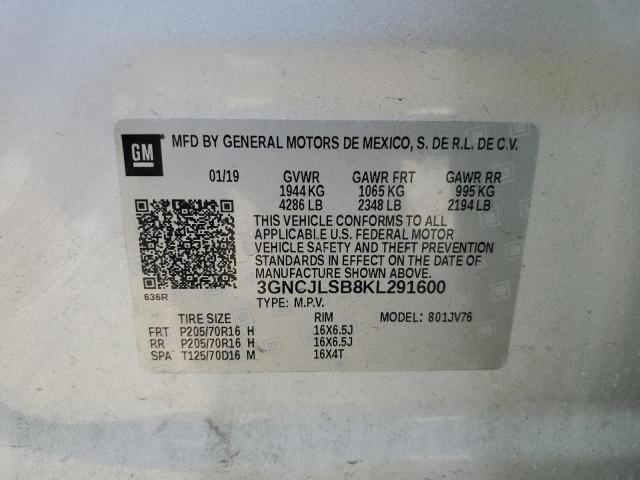 GM MFD BY GENERAL MOTORS DE MEXICO, S. DE R.L. DE C.V.
01/19 GVWR GAWR FRT GAWR RR
1944 KG 1065 KG 995 KG
4286 LB 2348 LB 2194 LB
THIS VEHICLE CONFORMS TO ALL
APPLICABLE U.S. FEDERAL MOTOR
VEHICLE SAFETY AND THEFT PREVENTION
STANDARDS IN EFFECT ON THE DATE OF
MANUFACTURE SHOWN ABOVE.
3GNCJLSB8KL291600
636R TYPE: M.P.V.
TIRE SIZE RIM MODEL: 801JV76
FRT P205/70R16 H 16X6.5J
RR P205/70R16 H 16X6.5J
SPA T125/70D16 M 16X4T